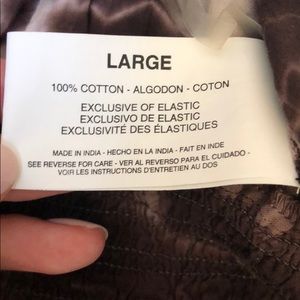 LARGE
100% COTTON - ALGODON - COTON
EXCLUSIVE OF ELASTIC
EXCLUSIVO DE ELASTIC
EXCLUSIVITÉ DES ÉLASTIQUES
MADE IN INDIA - HECHO EN LA INDIA - FAIT EN INDE
SEE REVERSE FOR CARE - VER AL REVERSO PARA EL CUIDADO -
VOIR LES INSTRUCTIONS D'ENTRETIEN AU DOS